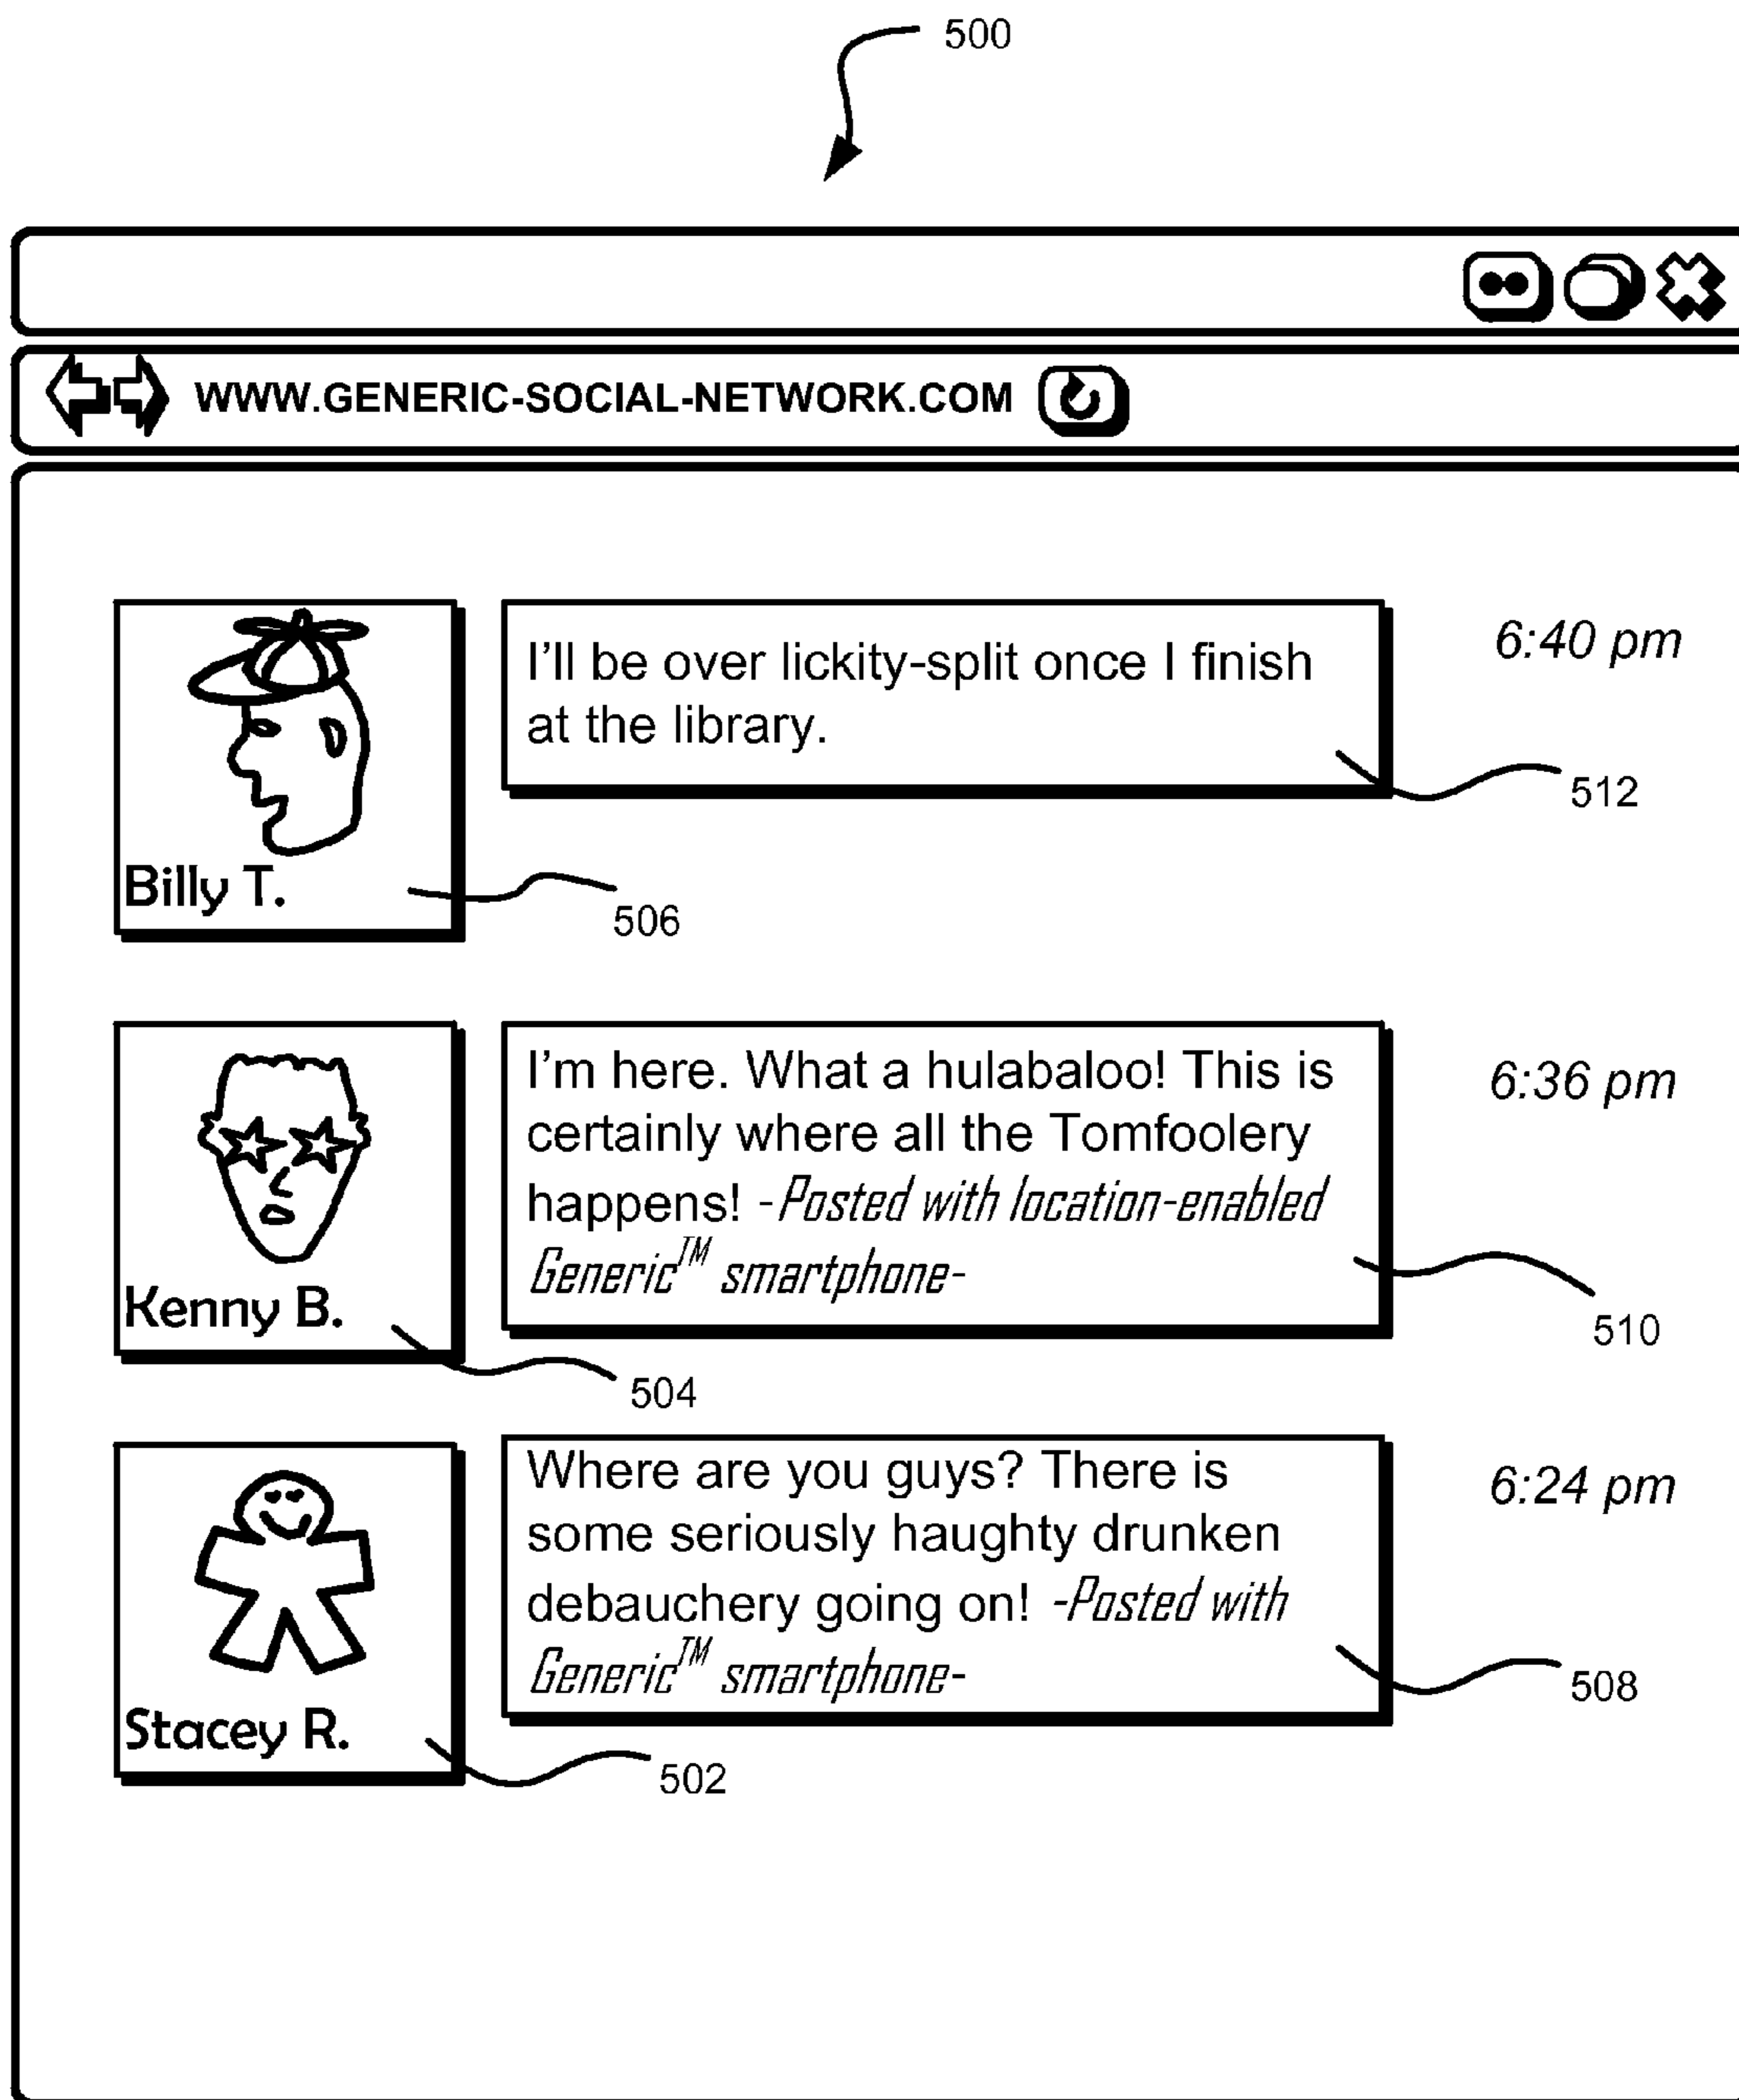 500
WWW.GENERIC-SOCIAL-NETWORK.COM
I'll be over lickity-split once I finish
at the library.
6:40 pm
512
Billy T.
506
I'm here. What a hulabaloo! This is
certainly where all the Tomfoolery
happens! -Posted with location-enabled
Generic™ smartphone-
6:36 pm
510
Kenny B.
504
Where are you guys? There is
some seriously haughty drunken
debauchery going on! -Posted with
Generic™ smartphone-
6:24 pm
508
Stacey R.
502